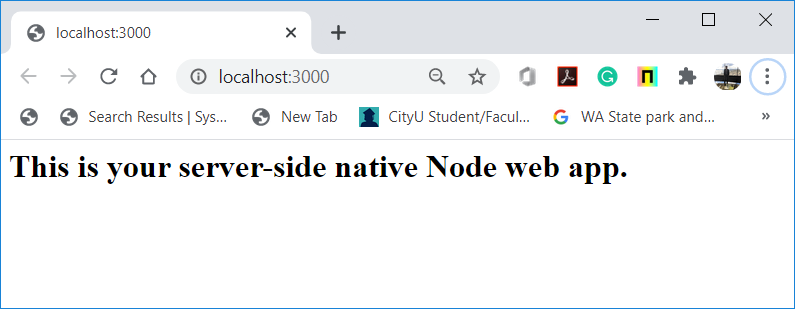 localhost:3000
localhost:3000
Search Results | Sys...
New Tab
CityU Student/Facul...
WA State park and...
»
This is your server-side native Node web app.